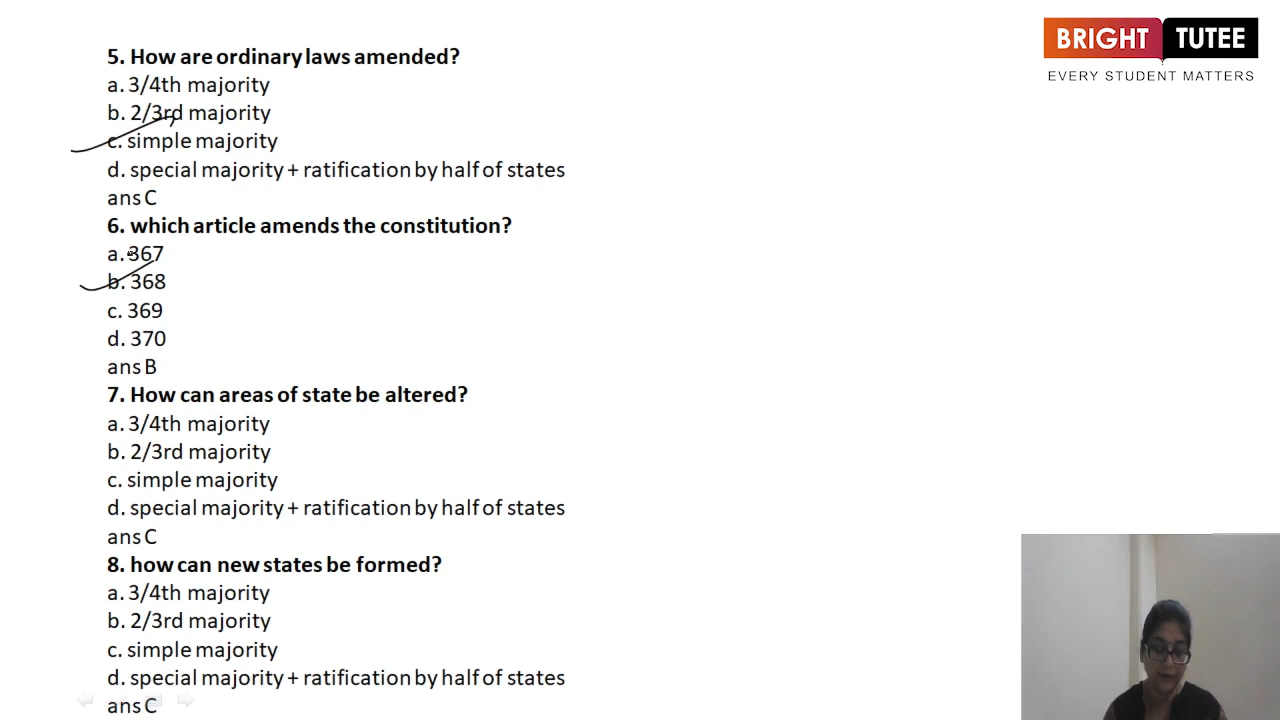 BRIGHT TUTEE
EVERY STUDENT MATTERS
5. How are ordinary laws amended?
a. 3/4th majority
b. 2/3rd majority
c. simple majority
d. special majority + ratification by half of states
ans C
6. which article amends the constitution?
a. 367
b. 368
c. 369
d. 370
ans B
7. How can areas of state be altered?
a. 3/4th majority
b. 2/3rd majority
c. simple majority
d. special majority + ratification by half of states
ans C
8. how can new states be formed?
a. 3/4th majority
b. 2/3rd majority
c. simple majority
d. special majority + ratification by half of states
ans C